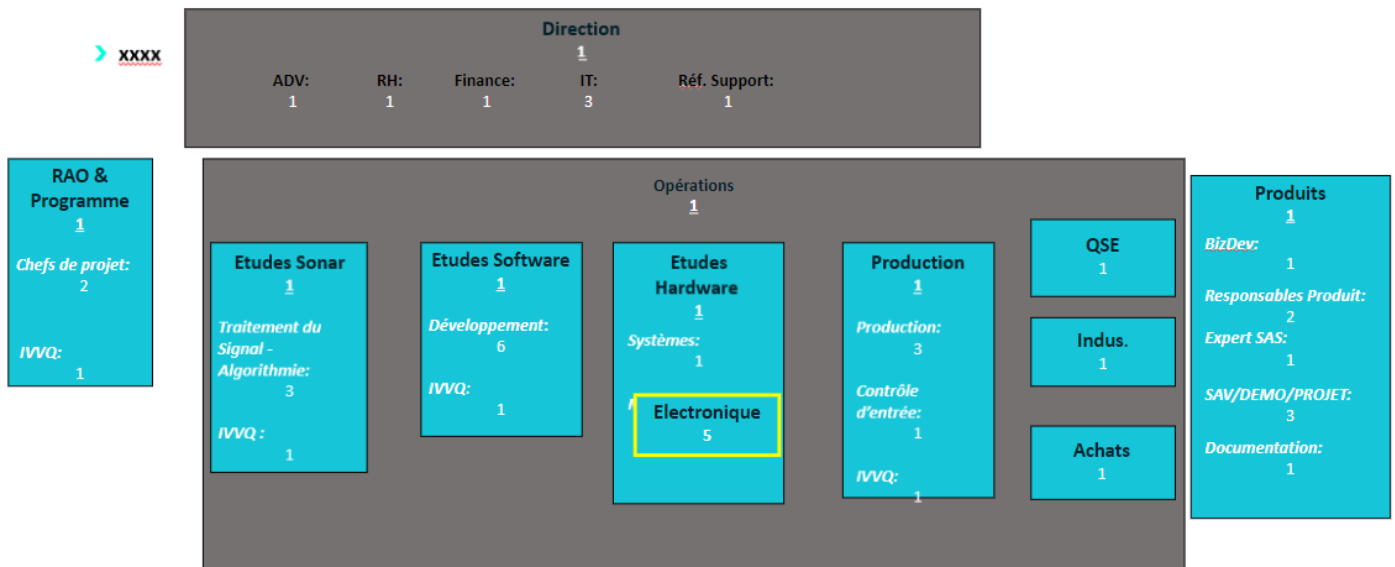 xxxx
Direction
1
ADV: RH: Finance: IT: Réf. Support:
1 1 1 3 1
RAO &
Programme
1
Chefs de projet:
2
IVVQ:
1
Opérations
1
Etudes Sonar
1
Traitement du
Signal -
Algorithmie:
3
IVVQ :
1
Etudes Software
1
Développement:
6
IVVQ:
1
Etudes
Hardware
1
Systèmes:
1
Electronique
5
Production
1
Production:
3
Contrôle
d'entrée:
1
IVVQ:
1
QSE
1
Indus.
1
Achats
1
Produits
1
BizDev:
1
Responsables Produit:
2
Expert SAS:
1
SAV/DEMO/PROJET:
3
Documentation:
1